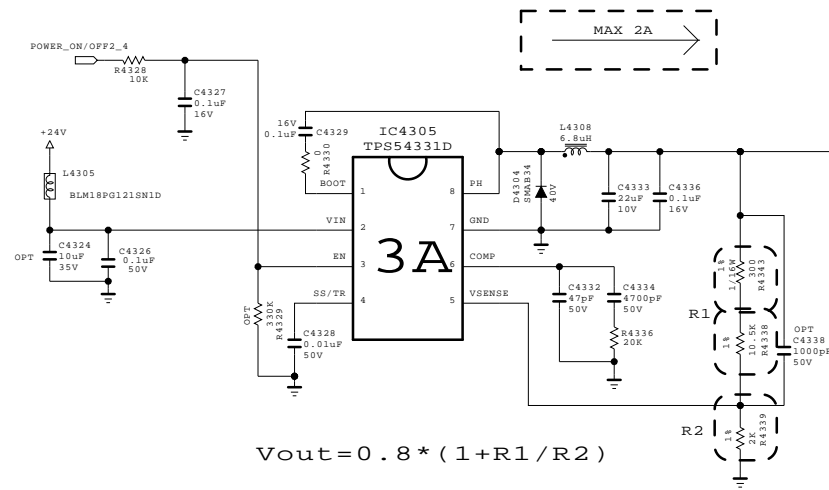 MAX 2A
POWER_ON/OFF2_4
R4328
10K
C4327
0.1uF
16V
+24V
L4305
BLM18PG121SN1D
OPT
C4324
10uF
35V
C4326
0.1uF
50V
16V
0.1uF
C4329
0
R4330
IC4305
TPS54331D
3A
BOOT
1
VIN
2
EN
3
SS/TR
4
PH
8
GND
7
COMP
6
VSENSE
5
OPT
330K
R4329
C4328
0.01uF
50V
L4308
6.8uH
D4304
SMAB34
40V
C4333
22uF
10V
C4336
0.1uF
16V
C4332
47pF
50V
C4334
4700pF
50V
R4336
20K
R1
1%
1/16W
300
R4343
1%
10.5K
R4338
OPT
C4338
1000pF
50V
R2
1%
2K
R4339
Vout=0.8*(1+R1/R2)